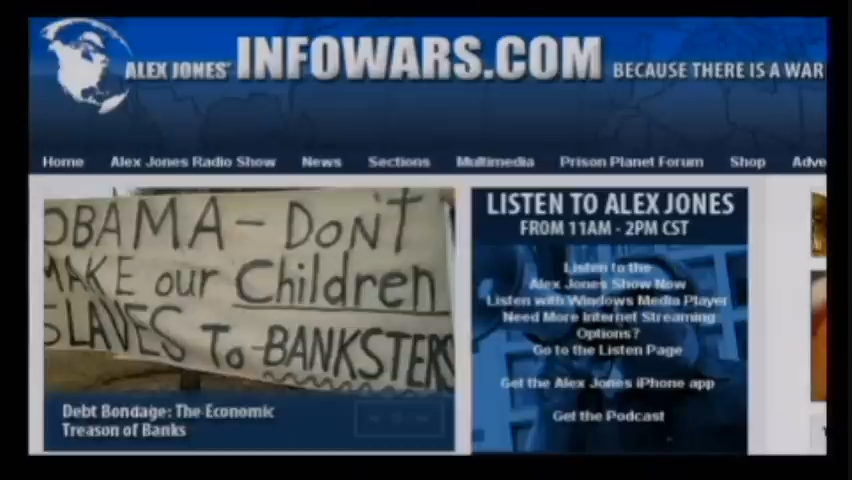 ALEX JONES' INFOWARS.COM BECAUSE THERE IS A WAR
Home Alex Jones Radio Show News Sections Multimedia Prison Planet Forum Shop Adve
OBAMA - DON'T
MAKE our Children
SLAVES To BANKSTERS
Debt Bondage: The Economic
Treason of Banks
LISTEN TO ALEX JONES
FROM 11AM - 2PM CST
Listen to the
Alex Jones Show Now
Listen with Windows Media Player
Need More Internet Streaming
Options?
Go to the Listen Page
Get the Alex Jones iPhone app
Get the Podcast